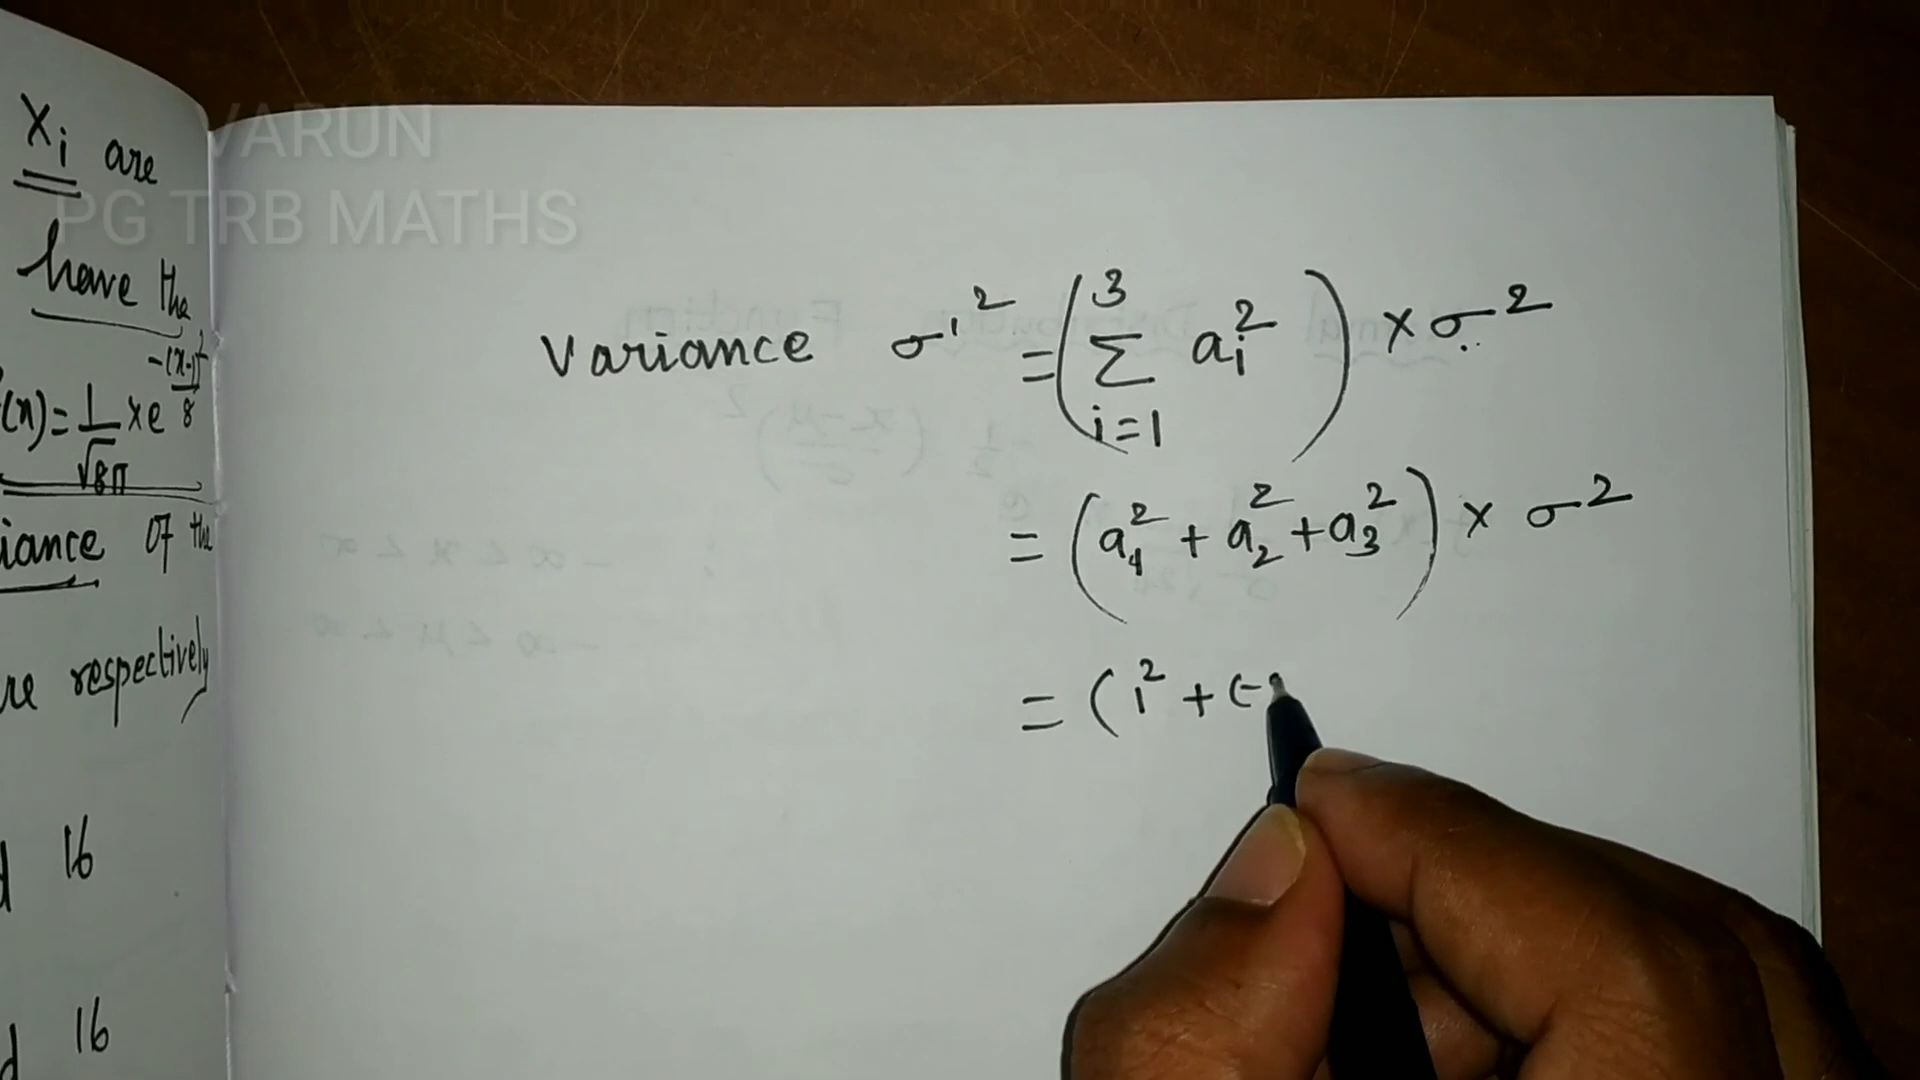 VARUN
PG TRB MATHS
Xi are
have the
(x) = 1/√8π × e^-(x-1)²/8
iance of the
re respectively
d 16
d 16
Variance σ'² = (Σ_{i=1}^{3} ai²) × σ²
= (a1² + a2² + a3²) × σ²
= (1² + (-